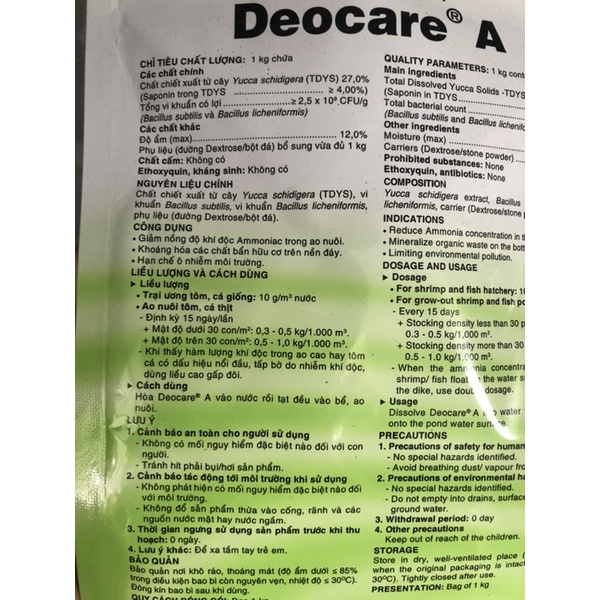 Deocare® A
CHỈ TIÊU CHẤT LƯỢNG: 1 kg chứa
Các chất chính
Chất chiết xuất từ cây Yucca schidigera (TDYS) 27,0%
(Saponin trong TDYS ........................ ≥ 4,00%)
Tổng vi khuẩn có lợi ........................ ≥ 2,5 x 10⁹ CFU/g
(Bacillus subtilis và Bacillus licheniformis)
Các chất khác
Độ ẩm (max) ........................ 12,0%
Phụ liệu (đường Dextrose/bột đá) bổ sung vừa đủ 1 kg
Chất cấm: Không có
Ethoxyquin, kháng sinh: Không có
NGUYÊN LIỆU CHÍNH
Chất chiết xuất từ cây Yucca schidigera (TDYS), vi
khuẩn Bacillus subtilis, vi khuẩn Bacillus licheniformis,
phụ liệu (đường Dextrose/bột đá).
CÔNG DỤNG
• Giảm nồng độ khí độc Ammoniac trong ao nuôi.
• Khoáng hóa các chất bẩn hữu cơ trên nền đáy.
• Hạn chế ô nhiễm môi trường.
LIỀU LƯỢNG VÀ CÁCH DÙNG
► Liều lượng
• Trại ương tôm, cá giống: 10 g/m³ nước
• Ao nuôi tôm, cá thịt
- Định kỳ 15 ngày/lần
+ Mật độ dưới 30 con/m²: 0,3 - 0,5 kg/1.000 m³.
+ Mật độ trên 30 con/m²: 0,5 - 1,0 kg/1.000 m³.
- Khi thấy hàm lượng khí độc trong ao cao hay tôm
cá có dấu hiệu nổi đầu, tấp bờ do nhiễm khí độc,
dùng liều cao gấp đôi.
► Cách dùng
Hòa Deocare® A vào nước rồi tạt đều vào bể, ao
nuôi.
LƯU Ý
1. Cảnh báo an toàn cho người sử dụng
- Không có mối nguy hiểm đặc biệt nào đối với con
người.
- Tránh hít phải bụi/hơi sản phẩm.
2. Cảnh báo tác động tới môi trường khi sử dụng
- Không phát hiện có mối nguy hiểm đặc biệt nào đối
với môi trường.
- Không đổ sản phẩm thừa vào cống, rãnh và các
nguồn nước mặt hay nước ngầm.
3. Thời gian ngưng sử dụng sản phẩm trước khi thu
hoạch: 0 ngày.
4. Lưu ý khác: Để xa tầm tay trẻ em.
BẢO QUẢN
Bảo quản nơi khô ráo, thoáng mát (độ ẩm dưới ≤ 85%
trong điều kiện bao bì còn nguyên vẹn, nhiệt độ ≤ 30ºC).
Đóng kín bao bì sau khi dùng.
QUALITY PARAMETERS: 1 kg
Main ingredients
Total Dissolved Yucca Solids -TDYS
(Saponin in TDYS
Total bacterial count
(Bacillus subtilis and Bacillus
Other ingredients
Moisture (max)
Carriers (Dextrose/stone powder)
Prohibited substances: None
Ethoxyquin, antibiotics: None
COMPOSITION
Yucca schidigera extract, Bacillus
licheniformis, carrier (Dextrose/stone
INDICATIONS
• Reduce Ammonia concentration in
• Mineralize organic waste on the
• Limiting environmental pollution.
DOSAGE AND USAGE
► Dosage
• For shrimp and fish hatchery:
• For grow-out shrimp and fish
- Every 15 days
+ Stocking density less than 30
0.3 - 0.5 kg/1,000 m³.
+ Stocking density more than 30
0.5 - 1.0 kg/1,000 m³.
- When the ammonia
shrimp/ fish float the water
the dike, use double dosage.
► Usage
Dissolve Deocare® A water
onto the pond water surface.
PRECAUTIONS
1. Precautions of safety for human
- No special hazards identified.
- Avoid breathing dust/ vapour
2. Precautions of environmental
- No special hazards identified.
- Do not empty into drains,
ground water.
3. Withdrawal period: 0 day
4. Other precautions
Keep out of reach of the children.
STORAGE
Store in dry, well-ventilated place
when the original packaging is
30ºC). Tightly closed after use.
PRESENTATION: Bag of 1 kg